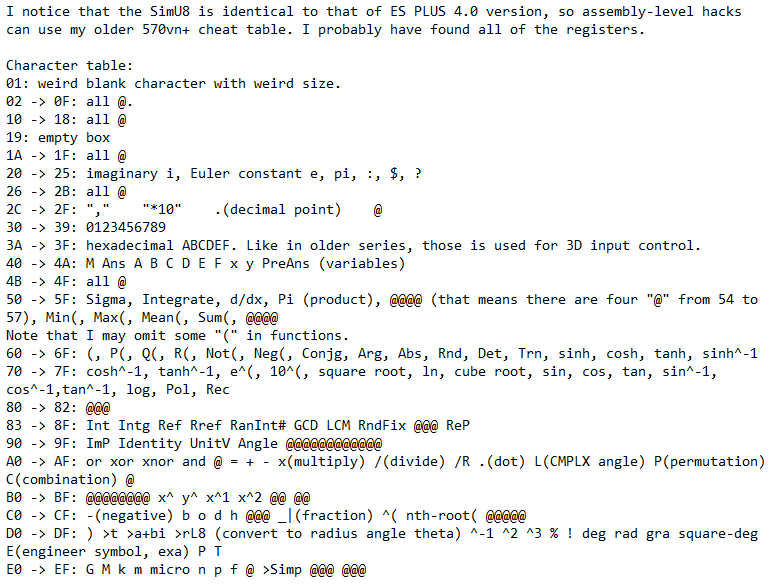 I notice that the SimU8 is identical to that of ES PLUS 4.0 version, so assembly-level hacks
can use my older 570vn+ cheat table. I probably have found all of the registers.
Character table:
01: weird blank character with weird size.
02 -> 0F: all @.
10 -> 18: all @
19: empty box
1A -> 1F: all @
20 -> 25: imaginary i, Euler constant e, pi, :, $, ?
26 -> 2B: all @
2C -> 2F: ","    "*10"    .(decimal point)    @
30 -> 39: 0123456789
3A -> 3F: hexadecimal ABCDEF. Like in older series, those is used for 3D input control.
40 -> 4A: M Ans A B C D E F x y PreAns (variables)
4B -> 4F: all @
50 -> 5F: Sigma, Integrate, d/dx, Pi (product), @@@@ (that means there are four "@" from 54 to
57), Min(, Max(, Mean(, Sum(, @@@@
Note that I may omit some "(" in functions.
60 -> 6F: (, P(, Q(, R(, Not(, Neg(, Conjg, Arg, Abs, Rnd, Det, Trn, sinh, cosh, tanh, sinh^-1
70 -> 7F: cosh^-1, tanh^-1, e^(, 10^(, square root, ln, cube root, sin, cos, tan, sin^-1,
cos^-1,tan^-1, log, Pol, Rec
80 -> 82: @@@
83 -> 8F: Int Intg Ref Rref RanInt# GCD LCM RndFix @@@ ReP
90 -> 9F: ImP Identity UnitV Angle @@@@@@@@@@@@
A0 -> AF: or xor xnor and @ = + - x(multiply) /(divide) /R .(dot) L(CMPLX angle) P(permutation)
C(combination) @
B0 -> BF: @@@@@@@@ x^ y^ x^1 x^2 @@ @@
C0 -> CF: -(negative) b o d h @@@ _|(fraction) ^( nth-root( @@@@@
D0 -> DF: ) >t >a+bi >rL8 (convert to radius angle theta) ^-1 ^2 ^3 % ! deg rad gra square-deg
E(engineer symbol, exa) P T
E0 -> EF: G M k m micro n p f @ >Simp @@@ @@@